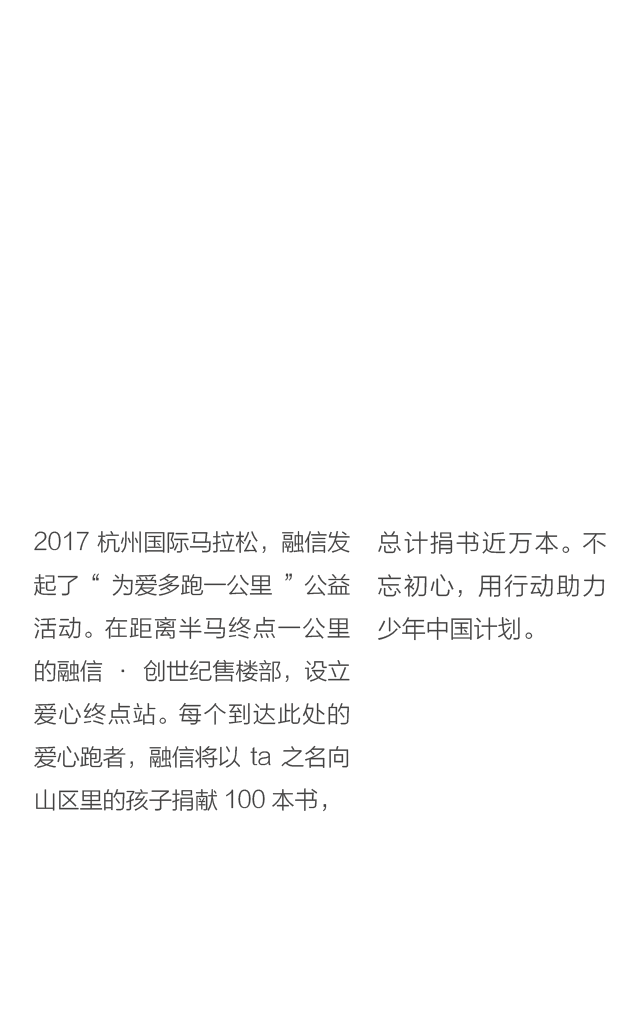 2017 杭州国际马拉松，融信发
起了 “ 为爱多跑一公里 ” 公益
活动。在距离半马终点一公里
的融信 · 创世纪售楼部，设立
爱心终点站。每个到达此处的
爱心跑者，融信将以 ta 之名向
山区里的孩子捐献 100 本书，
总计捐书近万本。不
忘初心，用行动助力
少年中国计划。